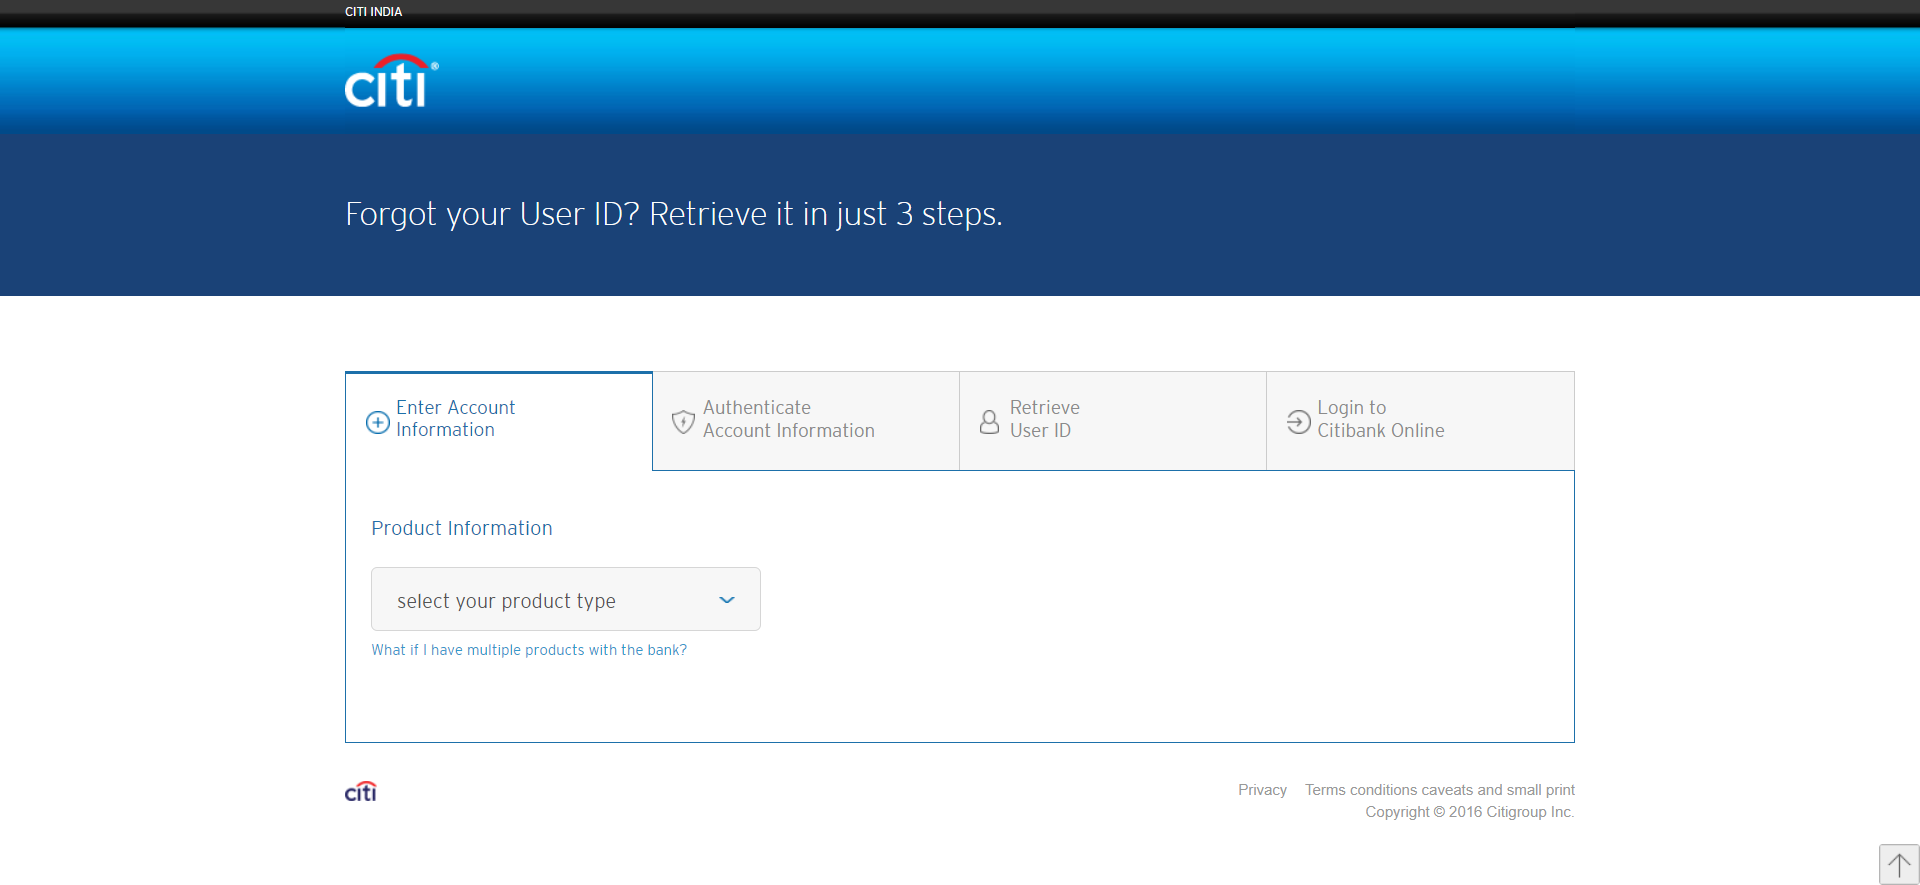 CITI INDIA
citi®
Forgot your User ID? Retrieve it in just 3 steps.
Enter Account
Information
Authenticate
Account Information
Retrieve
User ID
Login to
Citibank Online
Product Information
select your product type
What if I have multiple products with the bank?
citi
Privacy Terms conditions caveats and small print
Copyright © 2016 Citigroup Inc.